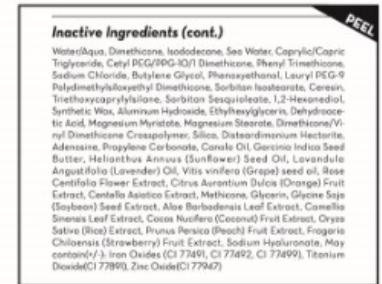 PEEL
Inactive Ingredients (cont.)
Water/Aqua, Dimethicone, Isododecane, Sea Water, Caprylic/Capric
Triglyceride, Cetyl PEG/PPG-10/1 Dimethicone, Phenyl Trimethicone,
Sodium Chloride, Butylene Glycol, Phenoxyethanol, Lauryl PEG-9
Polydimethylsiloxyethyl Dimethicone, Sorbitan Isostearate, Ceresin,
Triethoxycaprylylsilane, Sorbitan Sesquioleate, 1,2-Hexanediol,
Synthetic Wax, Aluminum Hydroxide, Ethylhexylglycerin, Dehydroace-
tic Acid, Magnesium Myristate, Magnesium Stearate, Dimethicone/Vi-
nyl Dimethicone Crosspolymer, Silica, Disteardimonium Hectorite,
Adenosine, Propylene Carbonate, Canola Oil, Garcinia Indica Seed
Butter, Helianthus Annuus (Sunflower) Seed Oil, Lavandula
Angustifolia (Lavender) Oil, Vitis vinifera (Grape) seed oil, Rose
Centifolia Flower Extract, Citrus Aurantium Dulcis (Orange) Fruit
Extract, Centella Asiatica Extract, Methicone, Glycerin, Glycine Soja
(Soybean) Seed Extract, Aloe Barbadensis Leaf Extract, Camellia
Sinensis Leaf Extract, Cocos Nucifera (Coconut) Fruit Extract, Oryza
Sativa (Rice) Extract, Prunus Persica (Peach) Fruit Extract, Fragaria
Chiloensis (Strawberry) Fruit Extract, Sodium Hyaluronate, May
contain(+/-): Iron Oxides (CI 77491, CI 77492, CI 77499), Titanium
Dioxide(CI 77891), Zinc Oxide(CI 77947)